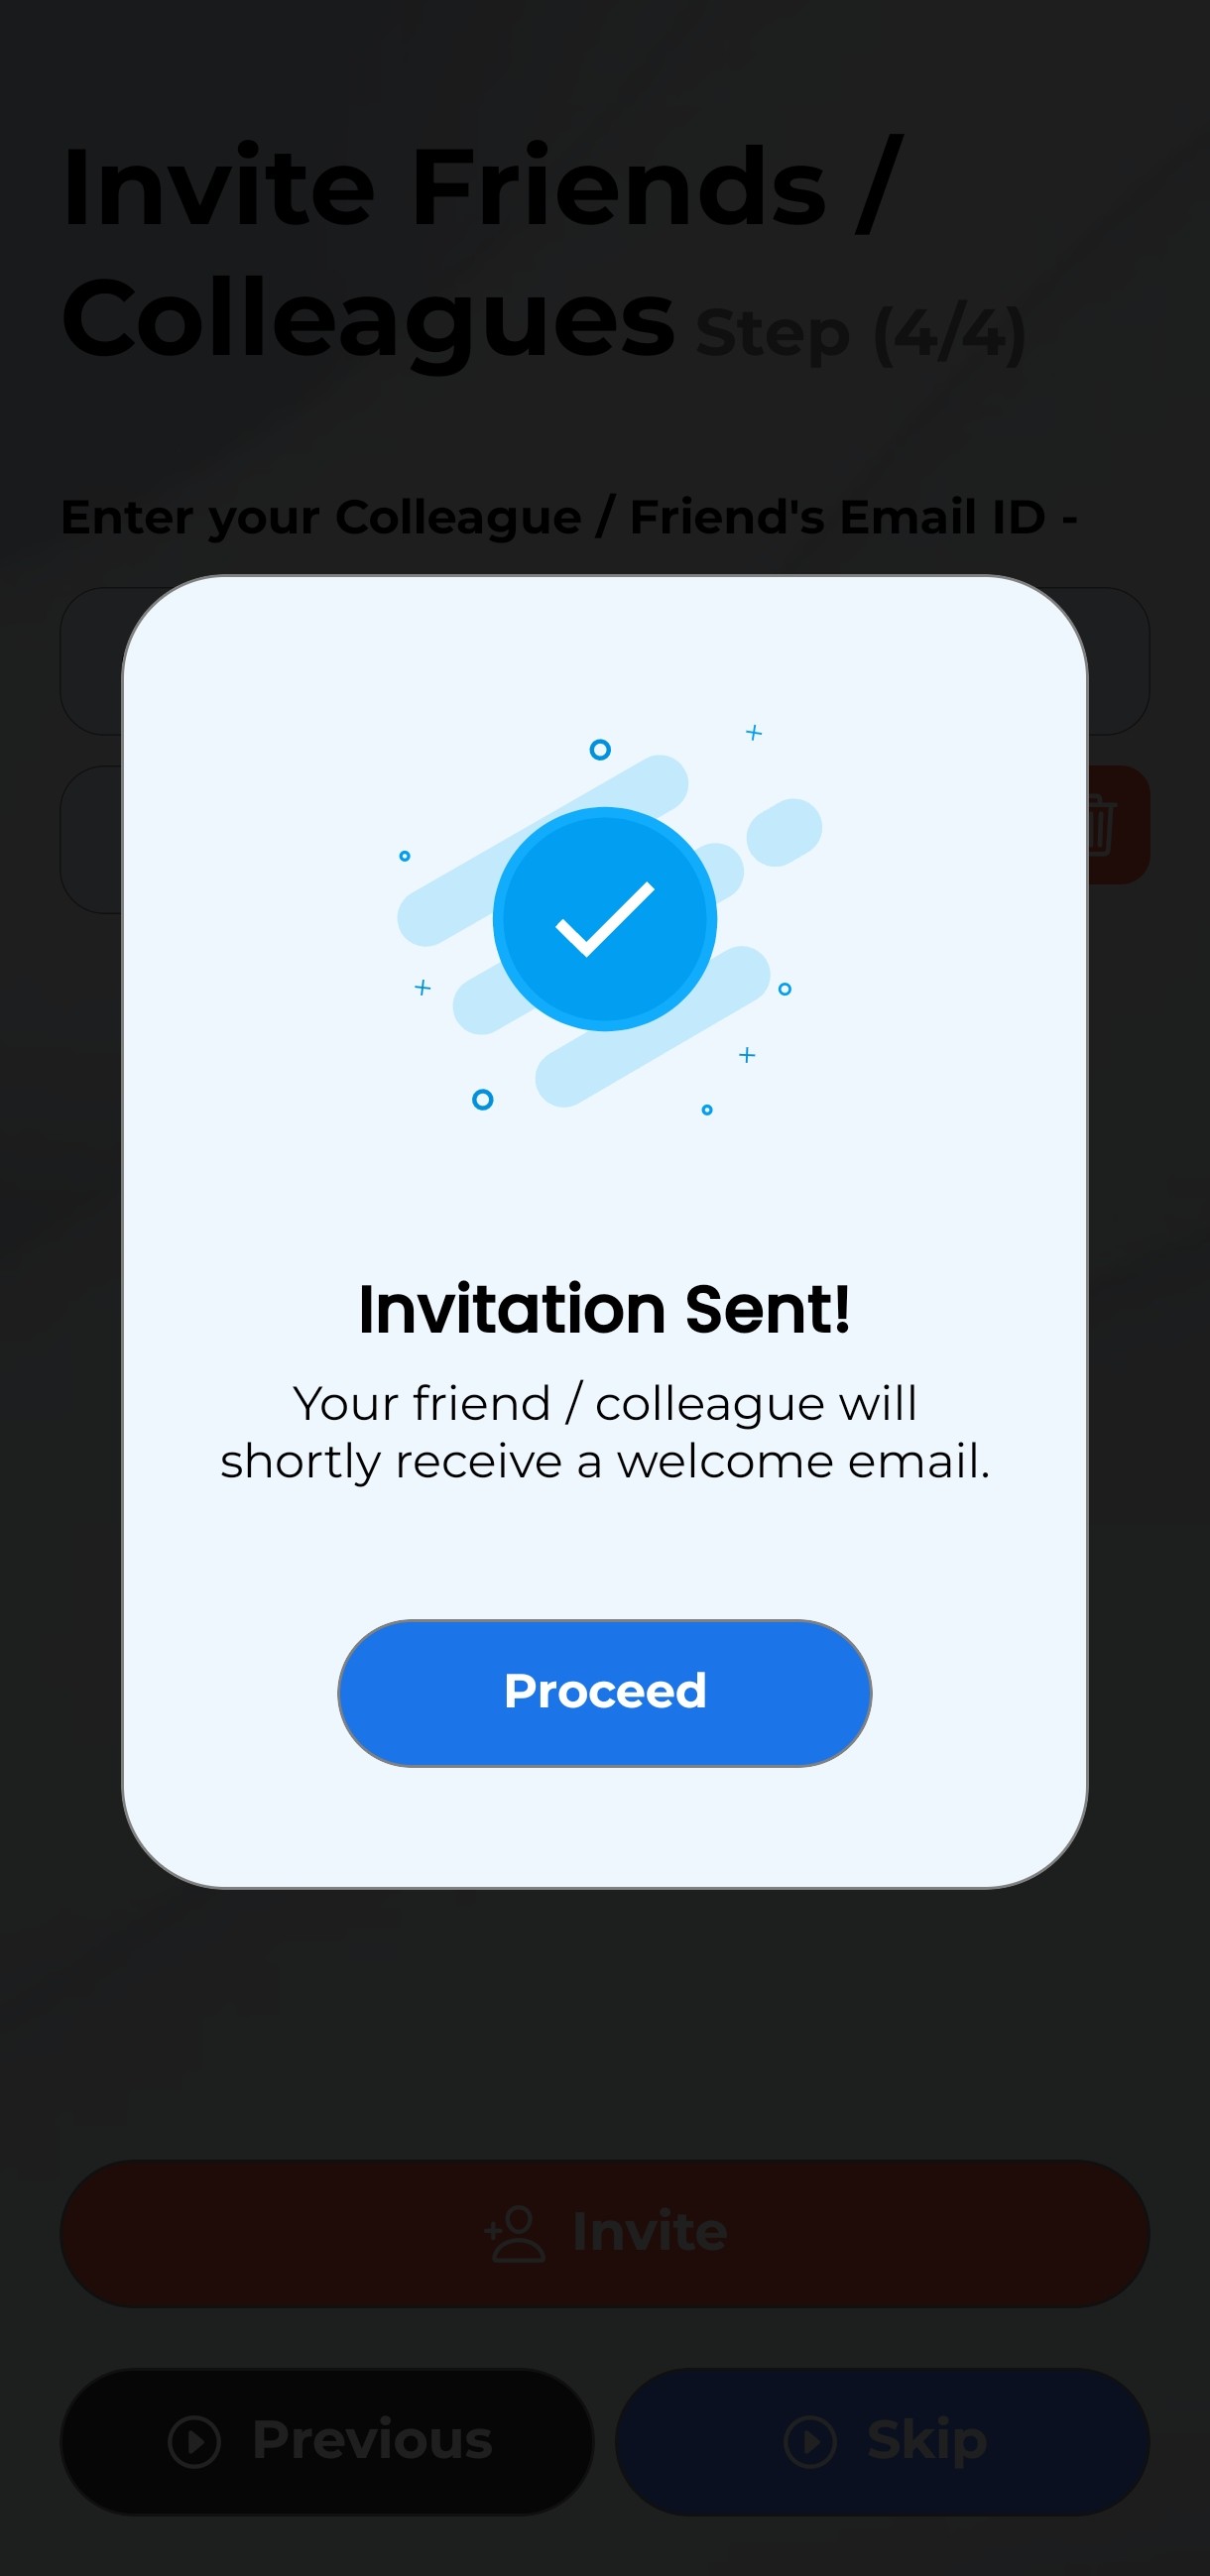 Invite Friends /
Colleagues Step (4/4)
Enter your Colleague / Friend's Email ID -
Invitation Sent!
Your friend / colleague will
shortly receive a welcome email.
Proceed
Invite
Previous
Skip